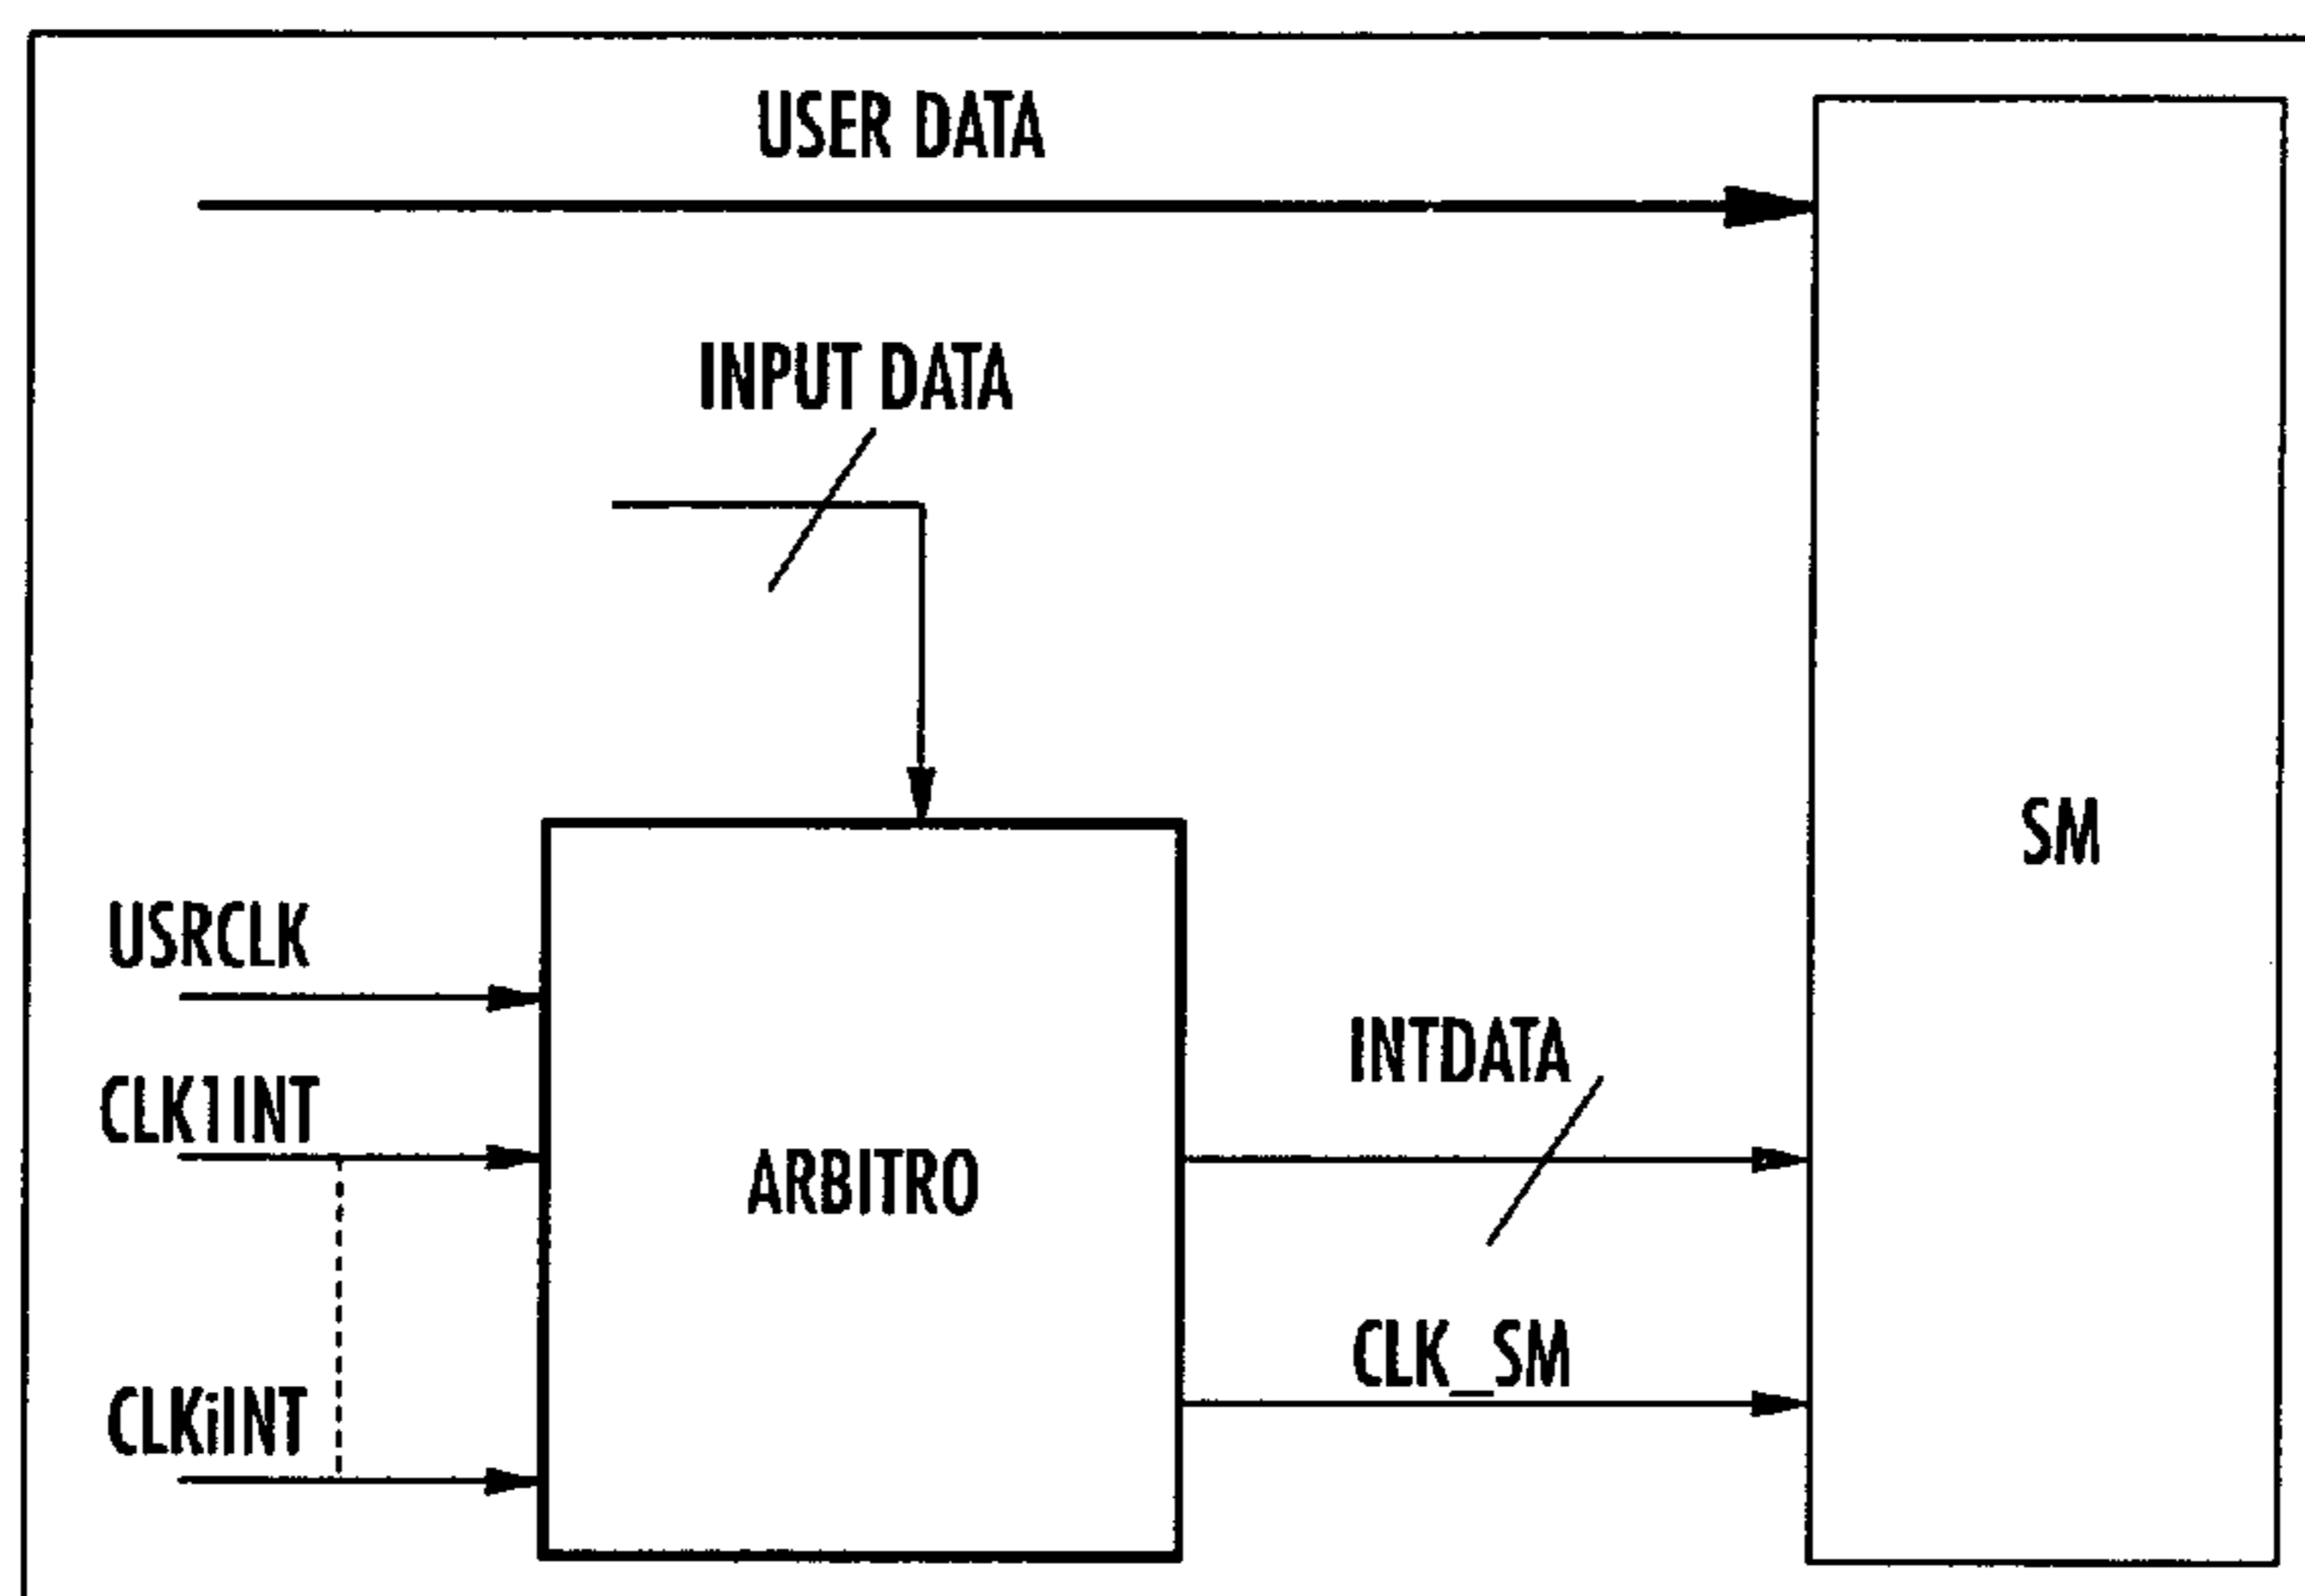 USER DATA
INPUT DATA
SM
USRCLK
INTDATA
CLK1INT
ARBITRO
CLK_SM
CLKiINT